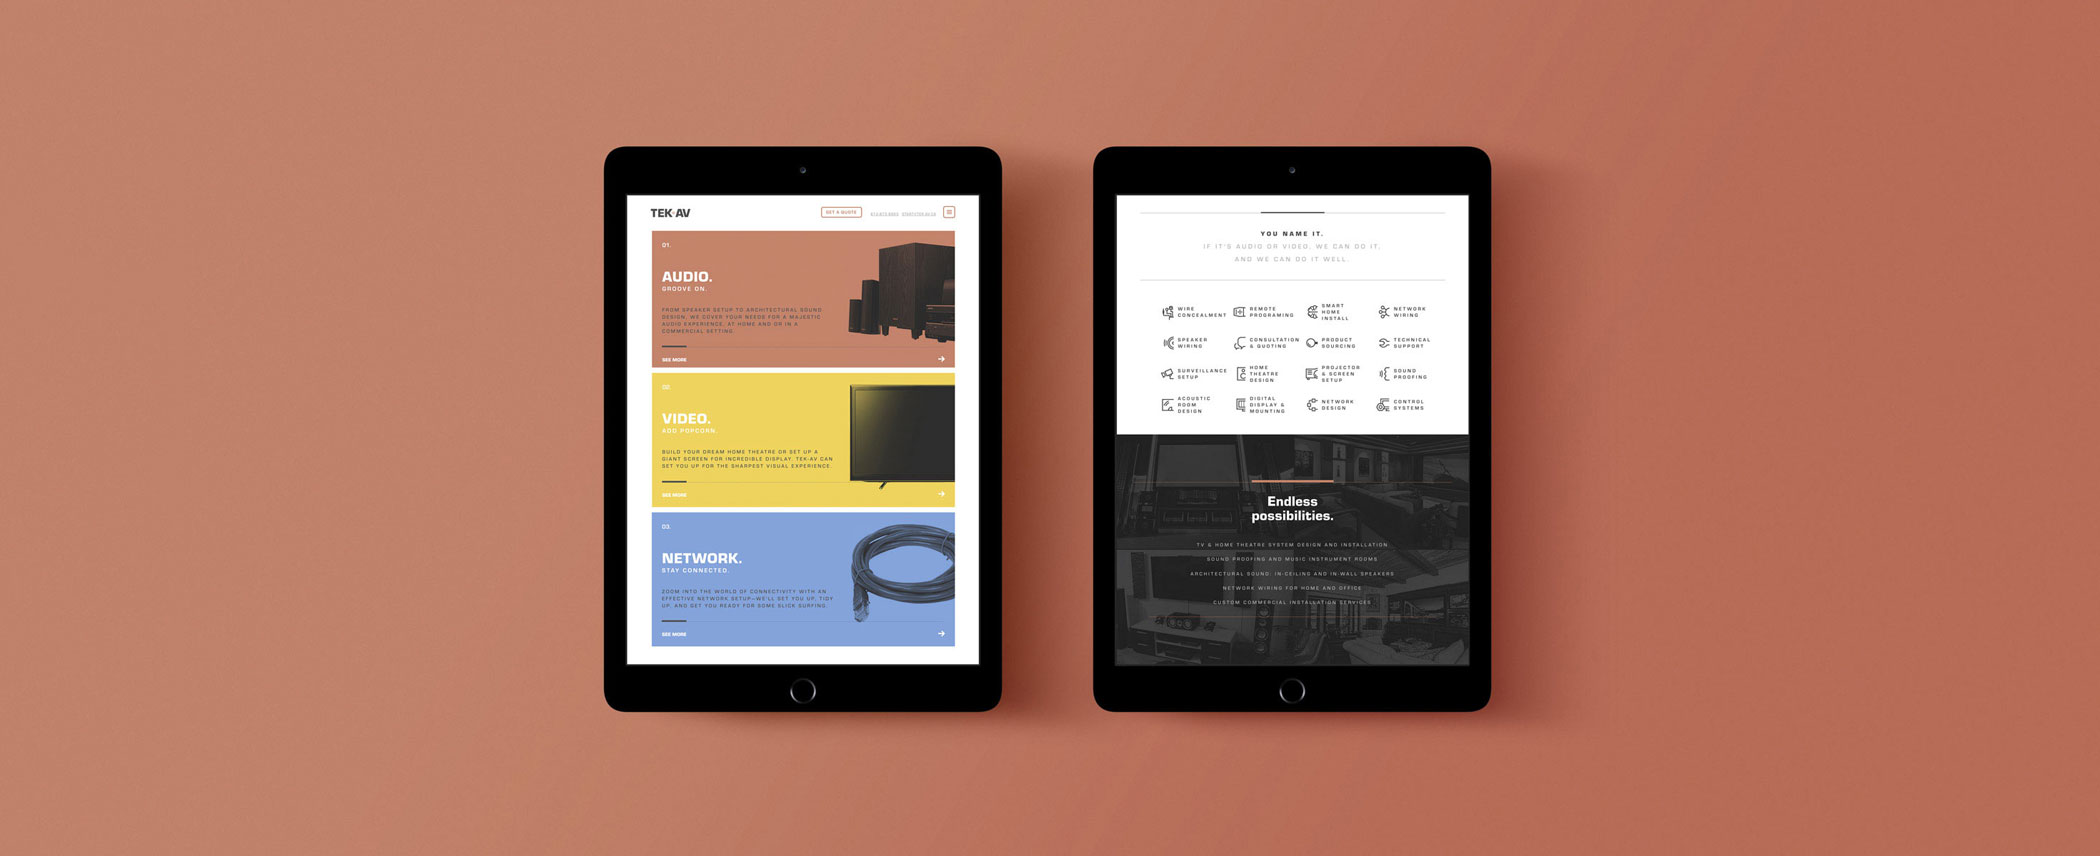 TEK·AV
GET A QUOTE
01.
AUDIO.
GROOVE ON.
FROM SPEAKER SETUP TO ARCHITECTURAL SOUND
DESIGN, WE COVER YOUR NEEDS FOR A MAJESTIC
AUDIO EXPERIENCE, AT HOME AND OR IN A
COMMERCIAL SETTING.
SEE MORE
02.
VIDEO.
ADD POPCORN.
BUILD YOUR DREAM HOME THEATRE OR SET UP A
GIANT SCREEN FOR INCREDIBLE DISPLAY. TEK-AV CAN
SET YOU UP FOR THE SHARPEST VISUAL EXPERIENCE.
SEE MORE
03.
NETWORK.
STAY CONNECTED.
ZOOM INTO THE WORLD OF CONNECTIVITY WITH AN
EFFECTIVE NETWORK SETUP—WE'LL SET YOU UP, TIDY
UP, AND GET YOU READY FOR SOME SLICK SURFING.
SEE MORE
YOU NAME IT.
IF IT'S AUDIO OR VIDEO, WE CAN DO IT,
AND WE CAN DO IT WELL.
WIRE
CONCEALMENT
REMOTE
PROGRAMING
SMART
HOME
INSTALL
NETWORK
WIRING
SPEAKER
WIRING
CONSULTATION
& QUOTING
PRODUCT
SOURCING
TECHNICAL
SUPPORT
SURVEILLANCE
SETUP
HOME
THEATRE
DESIGN
PROJECTOR
& SCREEN
SETUP
SOUND
PROOFING
ACOUSTIC
ROOM
DESIGN
DIGITAL
DISPLAY &
MOUNTING
NETWORK
DESIGN
CONTROL
SYSTEMS
Endless
possibilities.
TV & HOME THEATRE SYSTEM DESIGN AND INSTALLATION
SOUND PROOFING AND MUSIC INSTRUMENT ROOMS
ARCHITECTURAL SOUND: IN-CEILING AND IN-WALL SPEAKERS
NETWORK WIRING FOR HOME AND OFFICE
CUSTOM COMMERCIAL INSTALLATION SERVICES